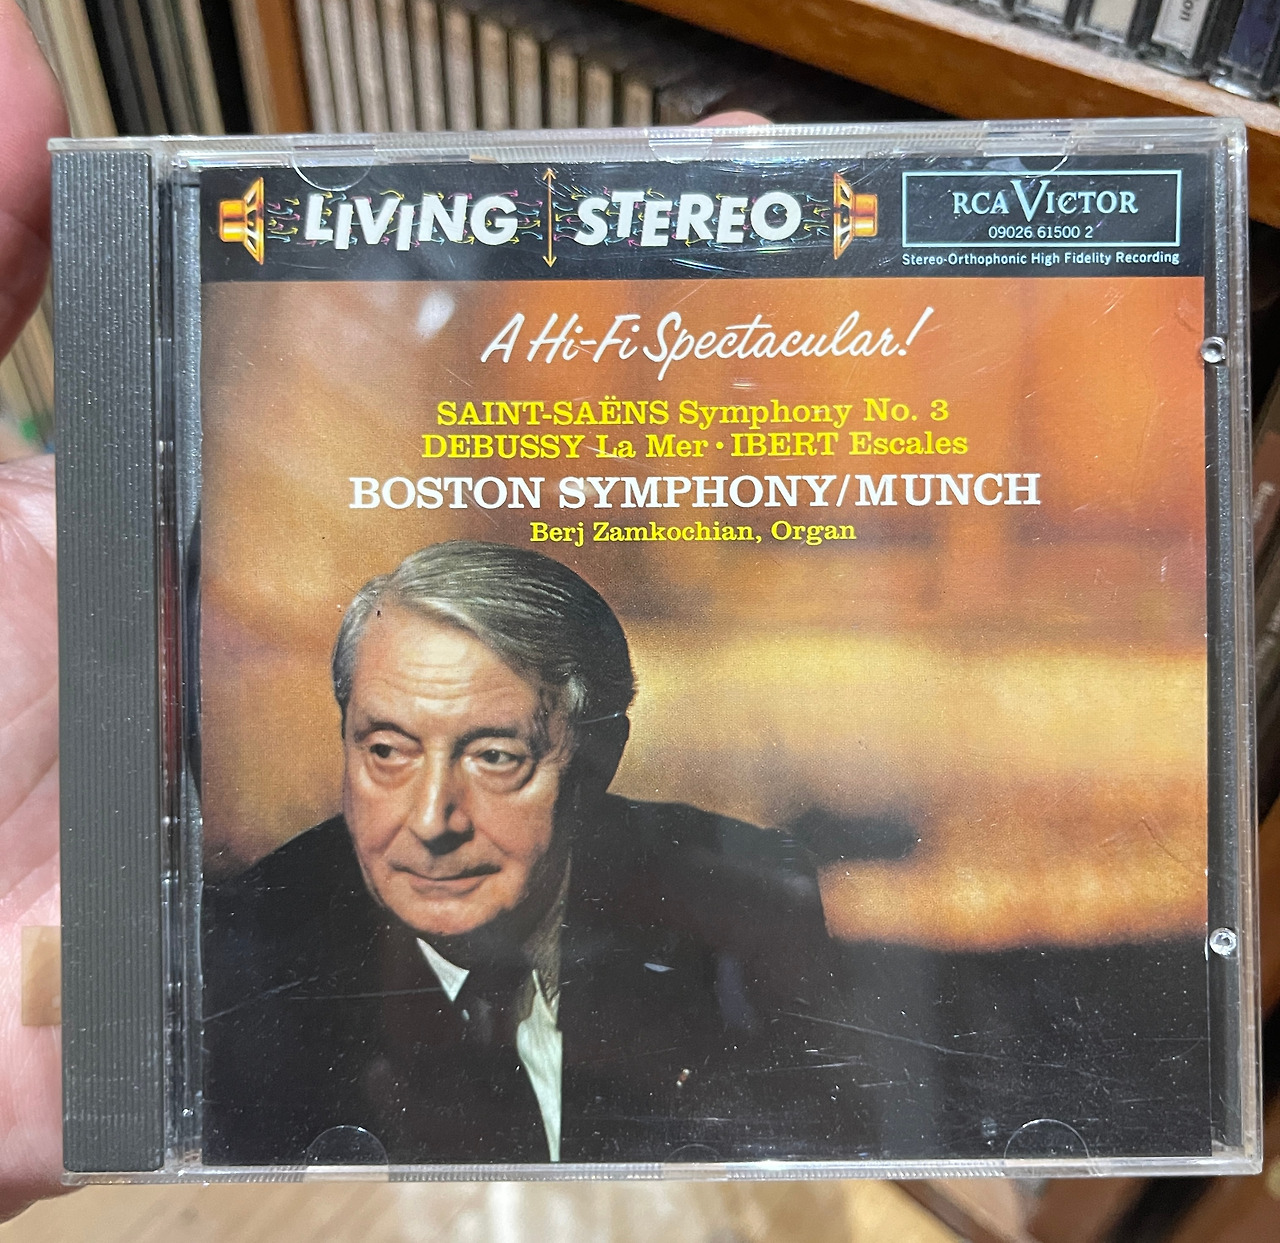 LIVING STEREO
RCA VICTOR
09026 61500 2
Stereo-Orthophonic High Fidelity Recording
A Hi-Fi Spectacular!
SAINT-SAËNS Symphony No. 3
DEBUSSY La Mer • IBERT Escales
BOSTON SYMPHONY/MUNCH
Berj Zamkochian, Organ